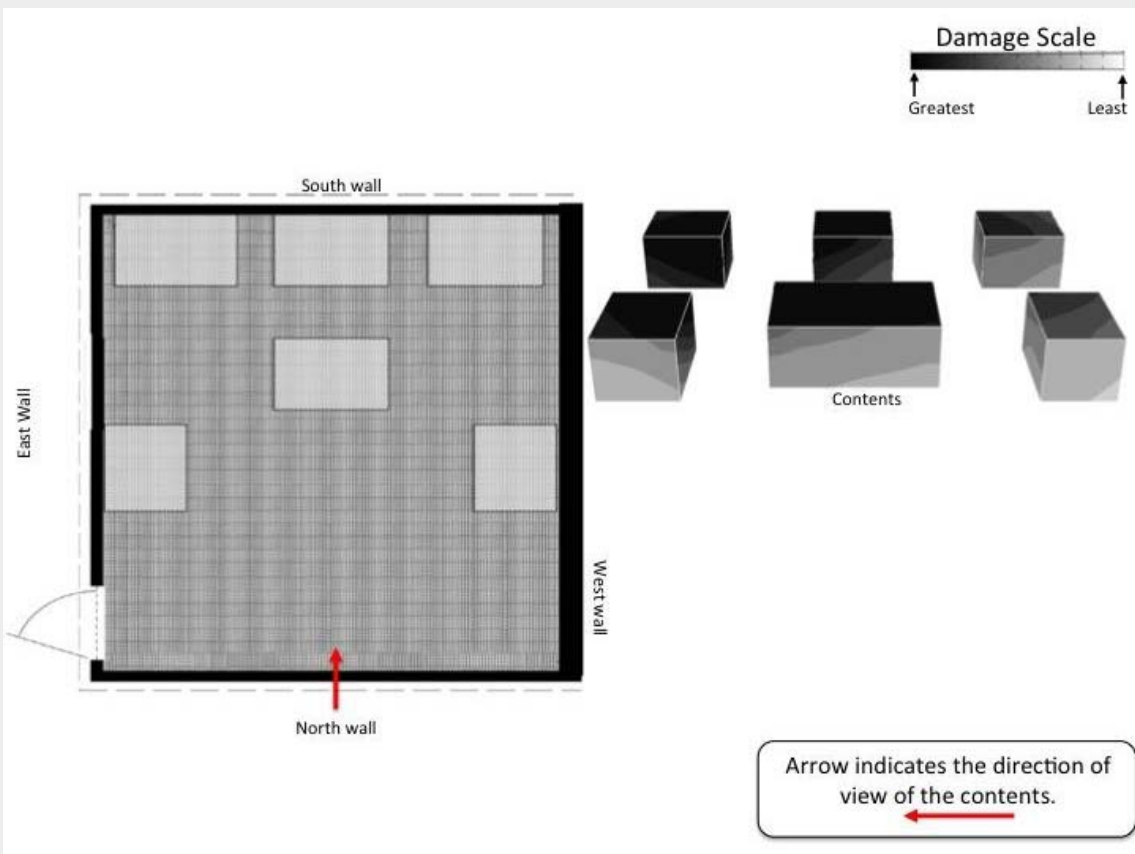 Damage Scale
Greatest
Least
South wall
East Wall
West wall
Contents
North wall
Arrow indicates the direction of
view of the contents.